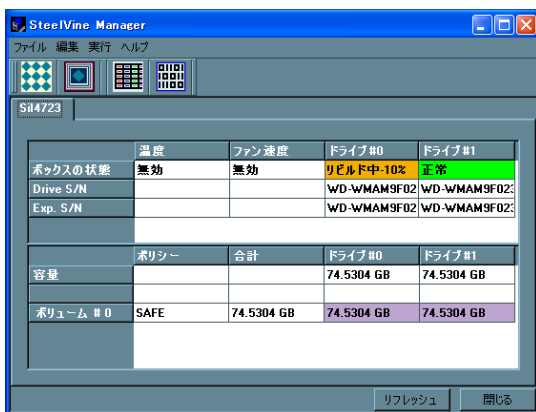 SteelVine Manager
ファイル 編集 実行 ヘルプ
SiI4723
温度 ファン速度 ドライブ#0 ドライブ#1
ボックスの状態 無効 無効 リビルド中-10% 正常
Drive S/N WD-WMAM9F02 WD-WMAM9F023
Exp. S/N WD-WMAM9F02 WD-WMAM9F023
ポリシー 合計 ドライブ#0 ドライブ#1
容量 74.5304 GB 74.5304 GB
ボリューム #0 SAFE 74.5304 GB 74.5304 GB 74.5304 GB
リフレッシュ 閉じる